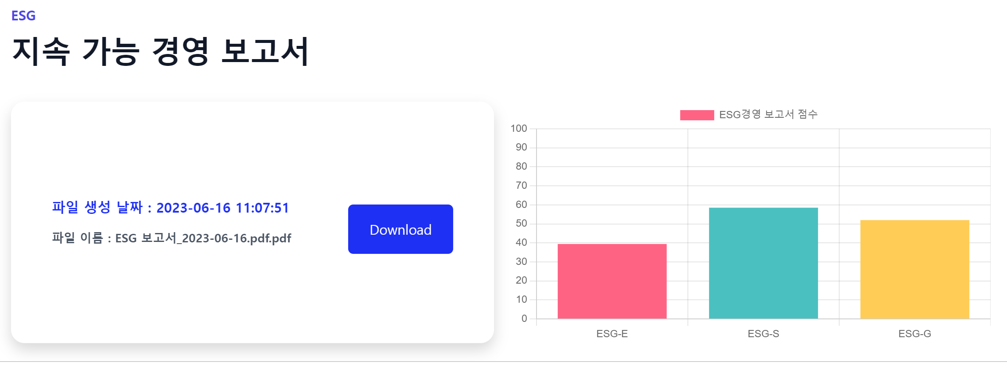 ESG
지속 가능 경영 보고서
파일 생성 날짜 : 2023-06-16 11:07:51
파일 이름 : ESG 보고서_2023-06-16.pdf.pdf
Download
ESG경영 보고서 점수
100
90
80
70
60
50
40
30
20
10
0
ESG-E
ESG-S
ESG-G